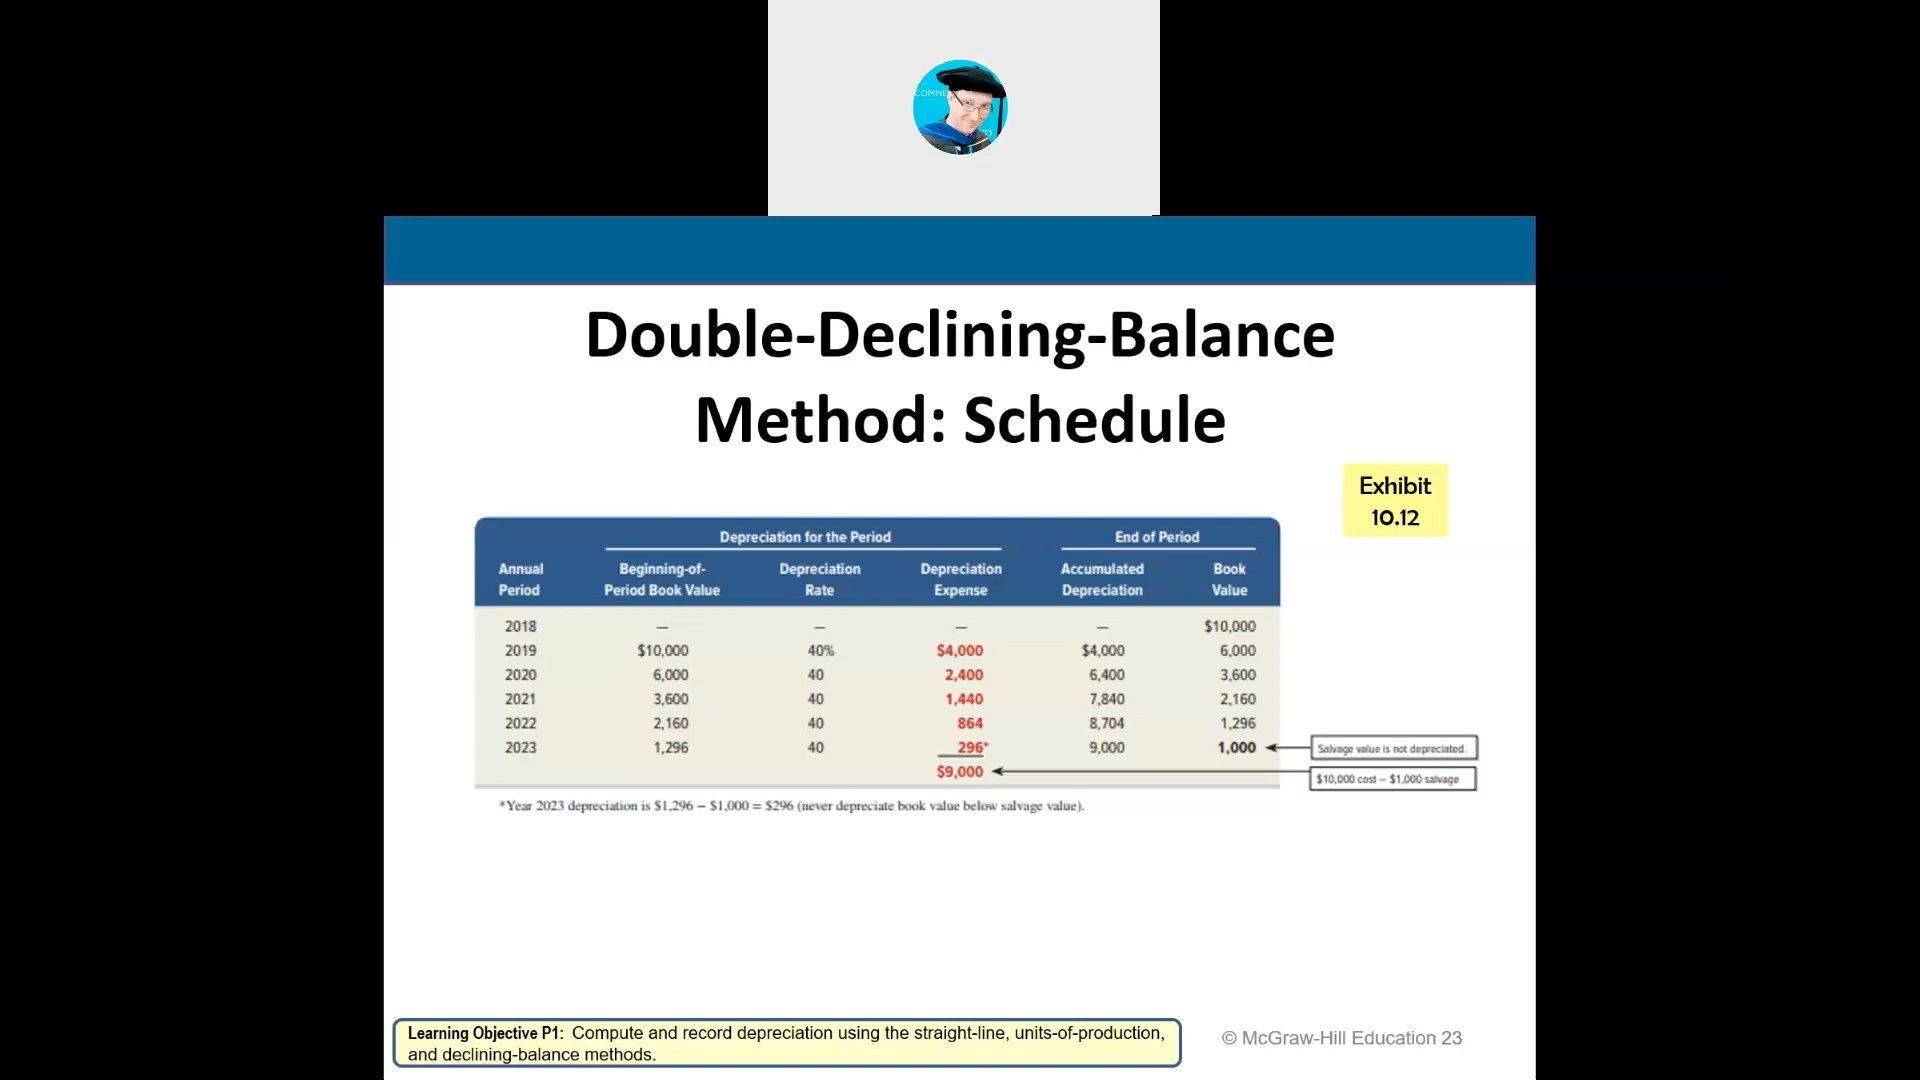 COMME
Double-Declining-Balance
Method: Schedule
Exhibit
10.12
Depreciation for the Period End of Period
Annual Beginning-of- Depreciation Depreciation Accumulated Book
Period Period Book Value Rate Expense Depreciation Value
2018 — — — — $10,000
2019 $10,000 40% $4,000 $4,000 6,000
2020 6,000 40 2,400 6,400 3,600
2021 3,600 40 1,440 7,840 2,160
2022 2,160 40 864 8,704 1,296
2023 1,296 40 296* 9,000 1,000 Salvage value is not depreciated.
$9,000 $10,000 cost – $1,000 salvage
*Year 2023 depreciation is $1,296 – $1,000 = $296 (never depreciate book value below salvage value).
Learning Objective P1: Compute and record depreciation using the straight-line, units-of-production,
and declining-balance methods.
© McGraw-Hill Education 23